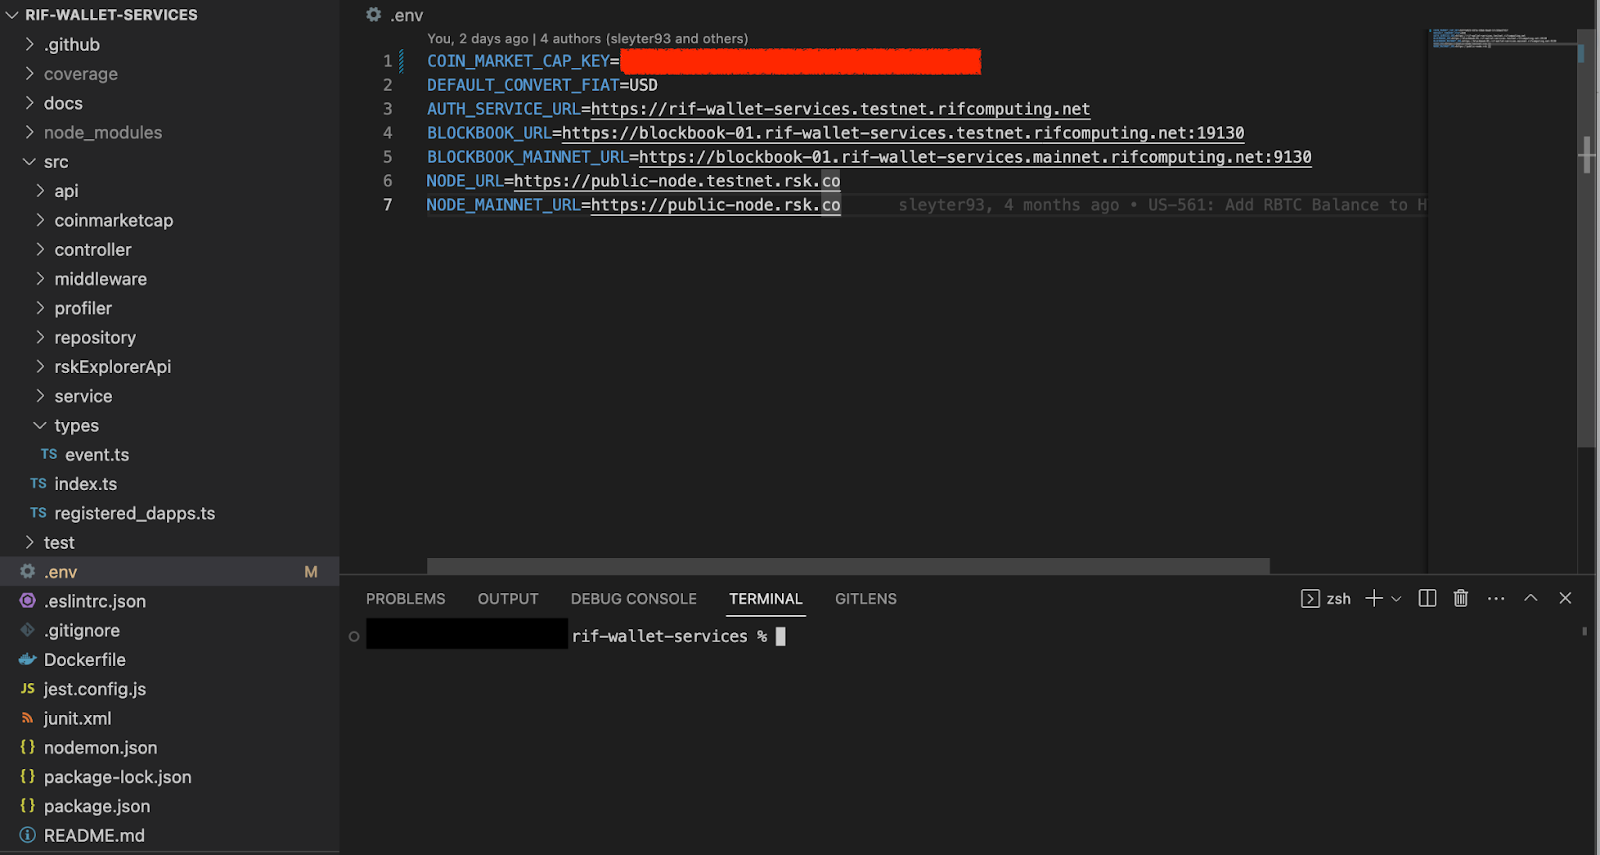 RIF-WALLET-SERVICES
.github
coverage
docs
node_modules
src
api
coinmarketcap
controller
middleware
profiler
repository
rskExplorerApi
service
types
TS event.ts
TS index.ts
TS registered_dapps.ts
test
.env M
.eslintrc.json
.gitignore
Dockerfile
JS jest.config.js
junit.xml
{} nodemon.json
{} package-lock.json
{} package.json
README.md
.env
You, 2 days ago | 4 authors (sleyter93 and others)
1 COIN_MARKET_CAP_KEY=
2 DEFAULT_CONVERT_FIAT=USD
3 AUTH_SERVICE_URL=https://rif-wallet-services.testnet.rifcomputing.net
4 BLOCKBOOK_URL=https://blockbook-01.rif-wallet-services.testnet.rifcomputing.net:19130
5 BLOCKBOOK_MAINNET_URL=https://blockbook-01.rif-wallet-services.mainnet.rifcomputing.net:9130
6 NODE_URL=https://public-node.testnet.rsk.co
7 NODE_MAINNET_URL=https://public-node.rsk.co sleyter93, 4 months ago • US-561: Add RBTC Balance to H
PROBLEMS OUTPUT DEBUG CONSOLE TERMINAL GITLENS zsh
rif-wallet-services %